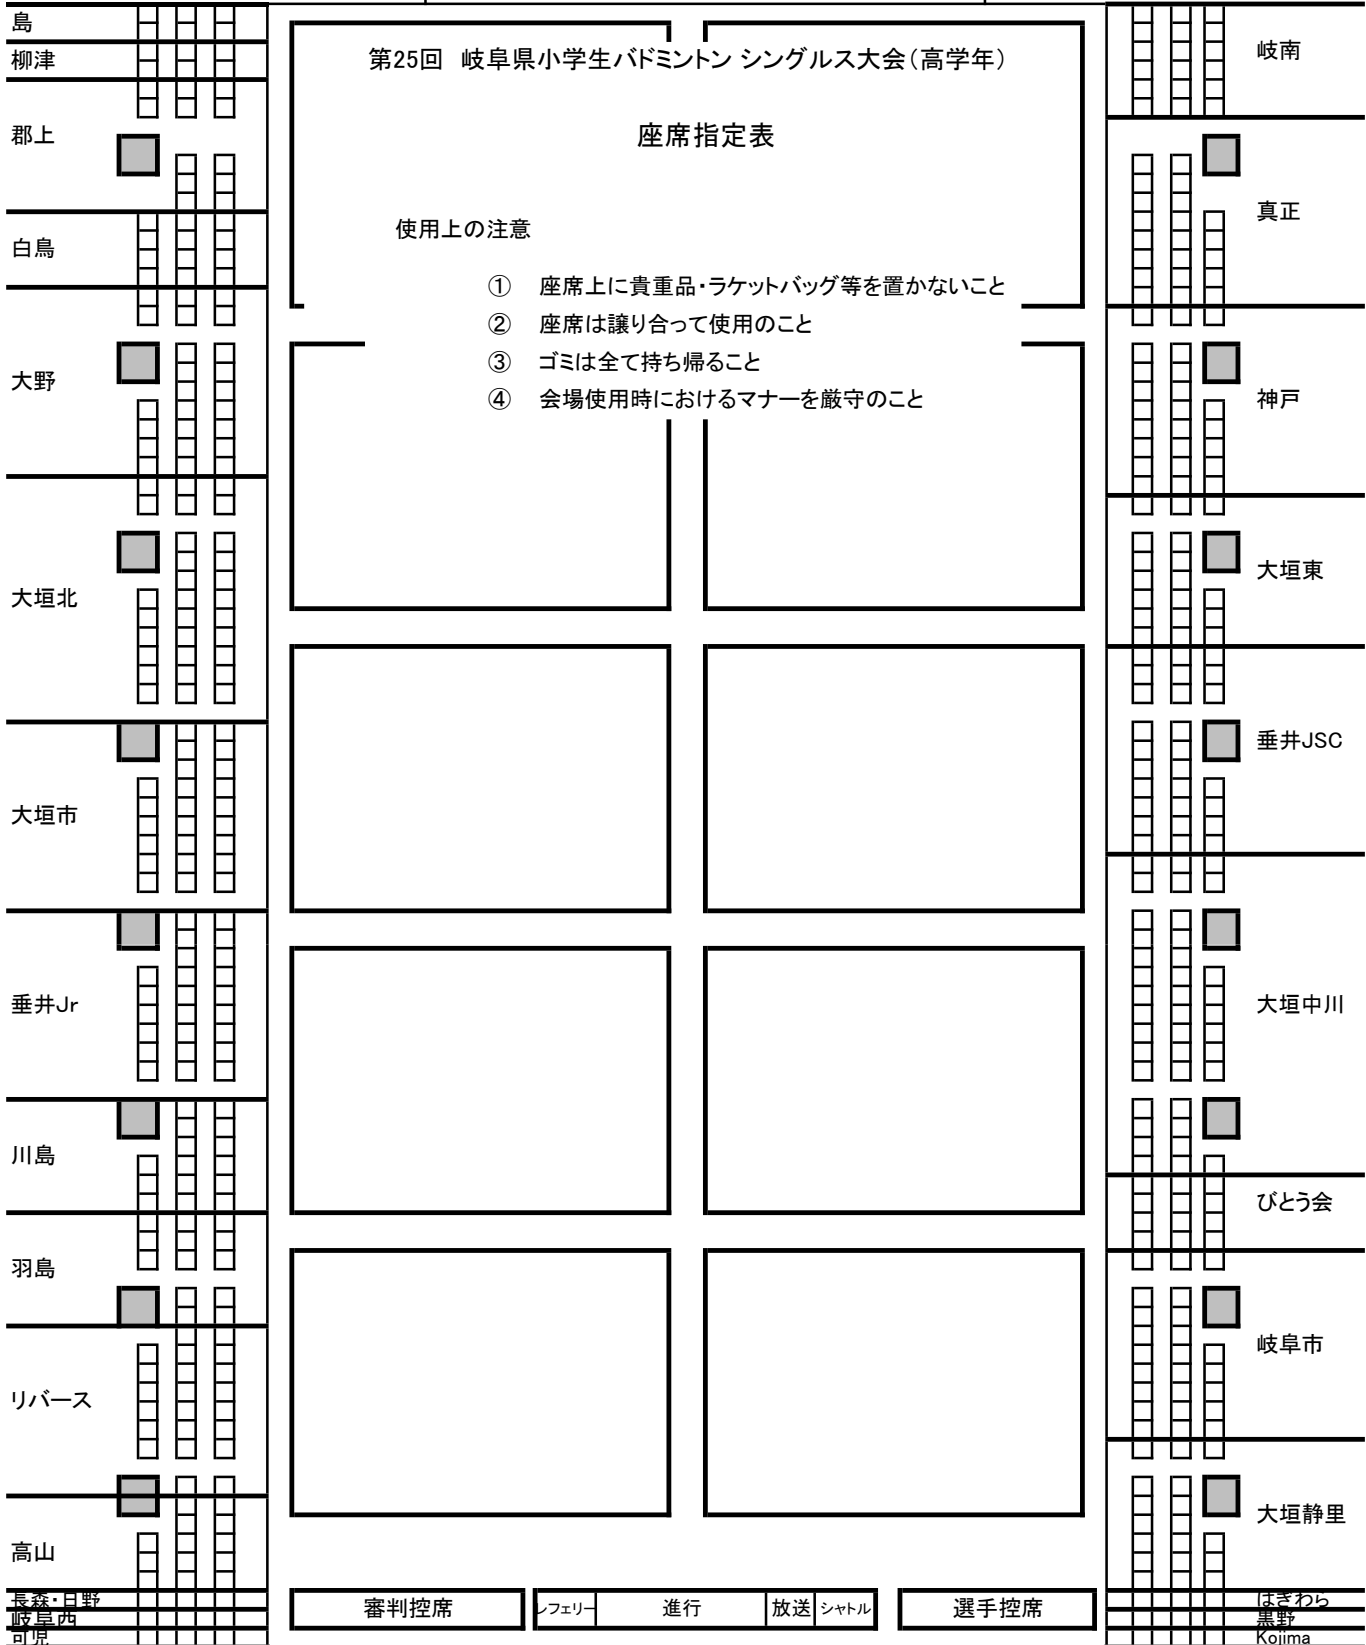 第25回 岐阜県小学生バドミントン シングルス大会（高学年）
座席指定表
使用上の注意
① 座席上に貴重品・ラケットバッグ等を置かないこと
② 座席は譲り合って使用のこと
③ ゴミは全て持ち帰ること
④ 会場使用時におけるマナーを厳守のこと
島
柳津
郡上
白鳥
大野
大垣北
大垣市
垂井Jr
川島
羽島
リバース
高山
長森・日野
岐阜西
可児
岐南
真正
神戸
大垣東
垂井JSC
大垣中川
びとう会
岐阜市
大垣静里
はぎわら
黒野
Kojima
審判控席
レフェリー
進行
放送
シャトル
選手控席